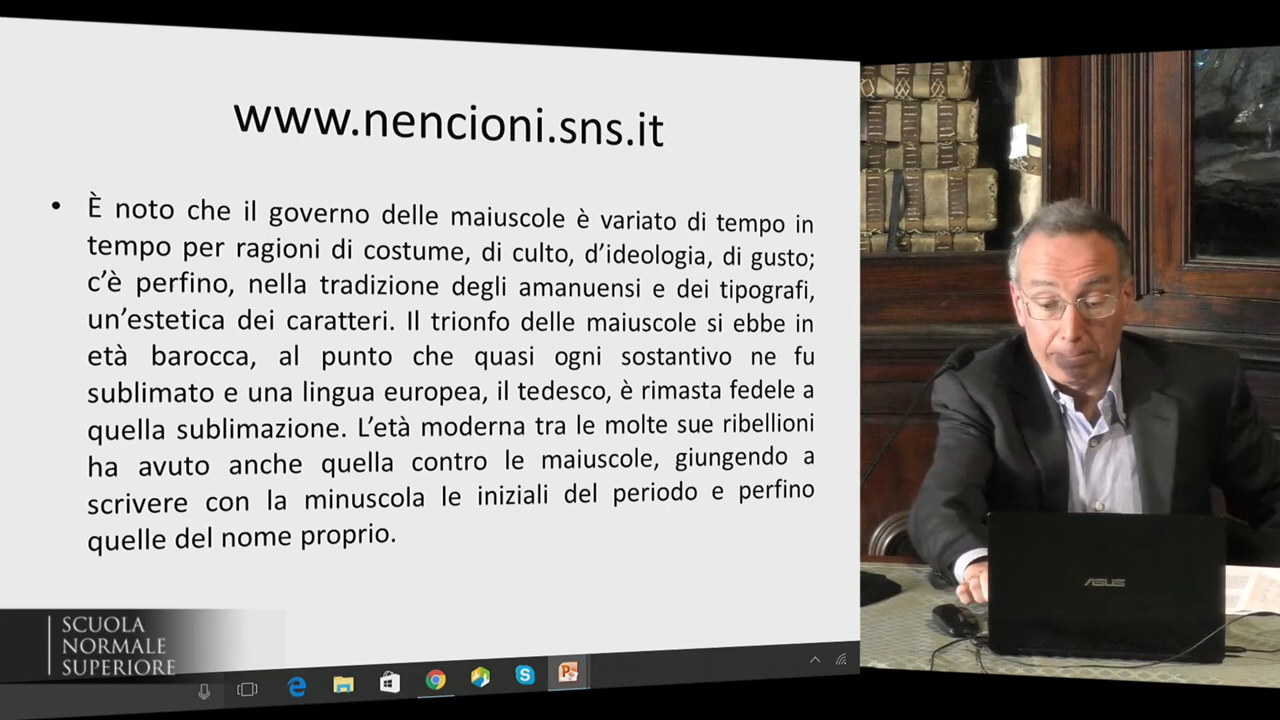 www.nencioni.sns.it
• È noto che il governo delle maiuscole è variato di tempo in
tempo per ragioni di costume, di culto, d’ideologia, di gusto;
c’è perfino, nella tradizione degli amanuensi e dei tipografi,
un’estetica dei caratteri. Il trionfo delle maiuscole si ebbe in
età barocca, al punto che quasi ogni sostantivo ne fu
sublimato e una lingua europea, il tedesco, è rimasta fedele a
quella sublimazione. L’età moderna tra le molte sue ribellioni
ha avuto anche quella contro le maiuscole, giungendo a
scrivere con la minuscola le iniziali del periodo e perfino
quelle del nome proprio.
SCUOLA
NORMALE
SUPERIORE
ASUS